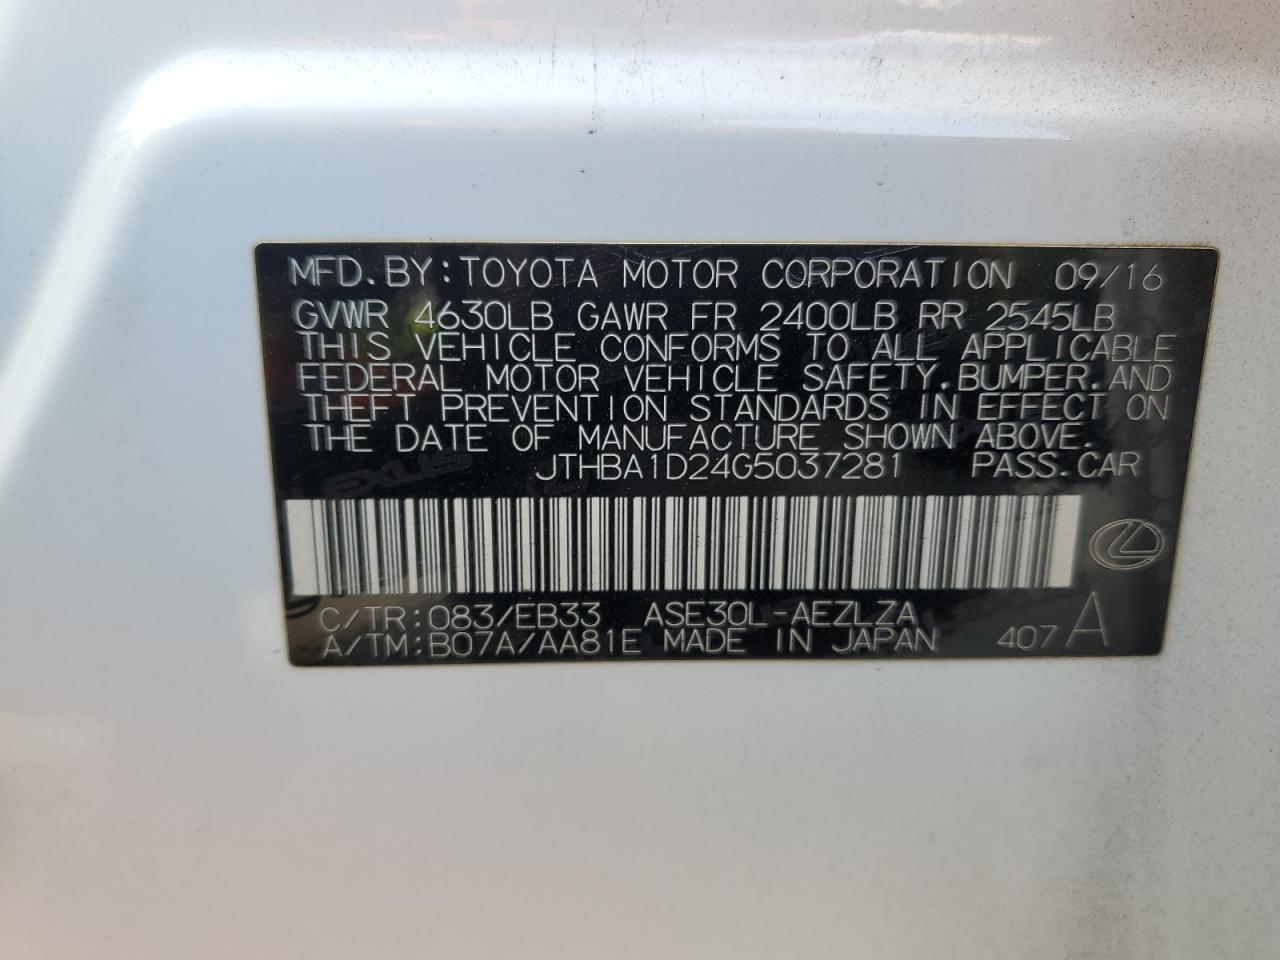 MFD.BY:TOYOTA MOTOR CORPORATION 09/16
GVWR 4630LB GAWR FR 2400LB RR 2545LB
THIS VEHICLE CONFORMS TO ALL APPLICABLE
FEDERAL MOTOR VEHICLE SAFETY,BUMPER,AND
THEFT PREVENTION STANDARDS IN EFFECT ON
THE DATE OF MANUFACTURE SHOWN ABOVE.
JTHBA1D24G5037281 PASS.CAR
C/TR:083/EB33 ASE30L-AEZLZA
A/TM:B07A/AA81E MADE IN JAPAN 407 A